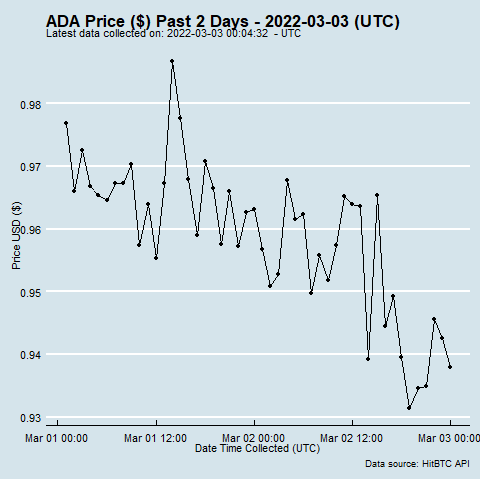 ADA Price ($) Past 2 Days - 2022-03-03 (UTC)
Latest data collected on: 2022-03-03 00:04:32 - UTC
Price USD ($)
0.98
0.97
0.96
0.95
0.94
0.93
Mar 01 00:00 Mar 01 12:00 Mar 02 00:00 Mar 02 12:00 Mar 03 00:00
Date Time Collected (UTC)
Data source: HitBTC API